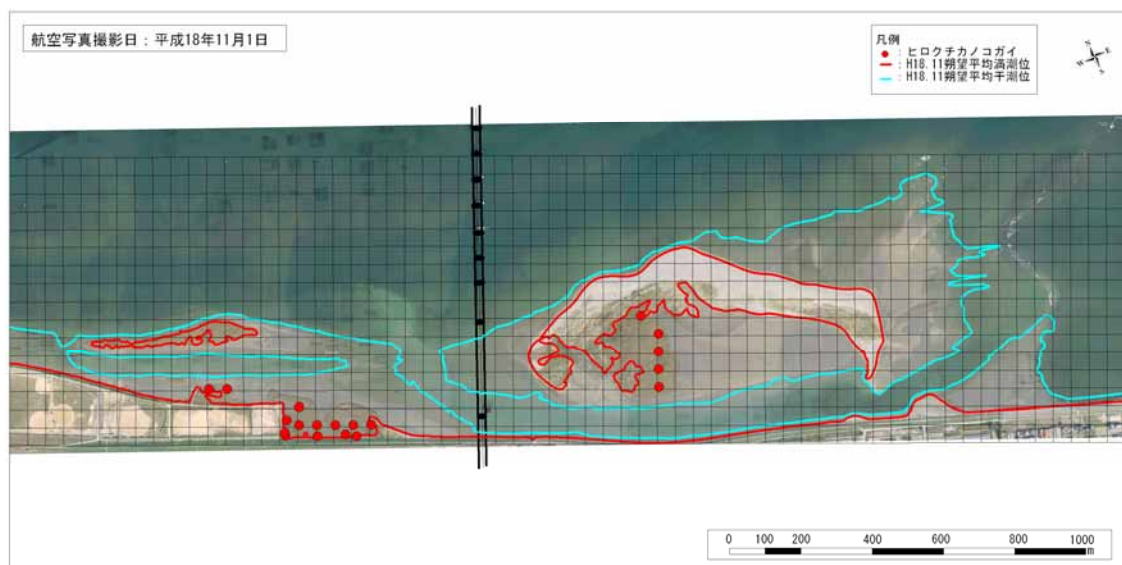 航空写真撮影日：平成18年11月1日
凡例
：ヒロクチカノコガイ
：H18.11朔望平均満潮位
：H18.11朔望平均干潮位
N
W E
S
0 100 200 400 600 800 1000
m